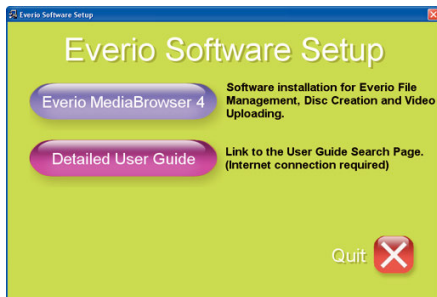 Everio Software Setup
Everio Software Setup
Everio MediaBrowser 4
Software installation for Everio File
Management, Disc Creation and Video
Uploading.
Detailed User Guide
Link to the User Guide Search Page.
(Internet connection required)
Quit